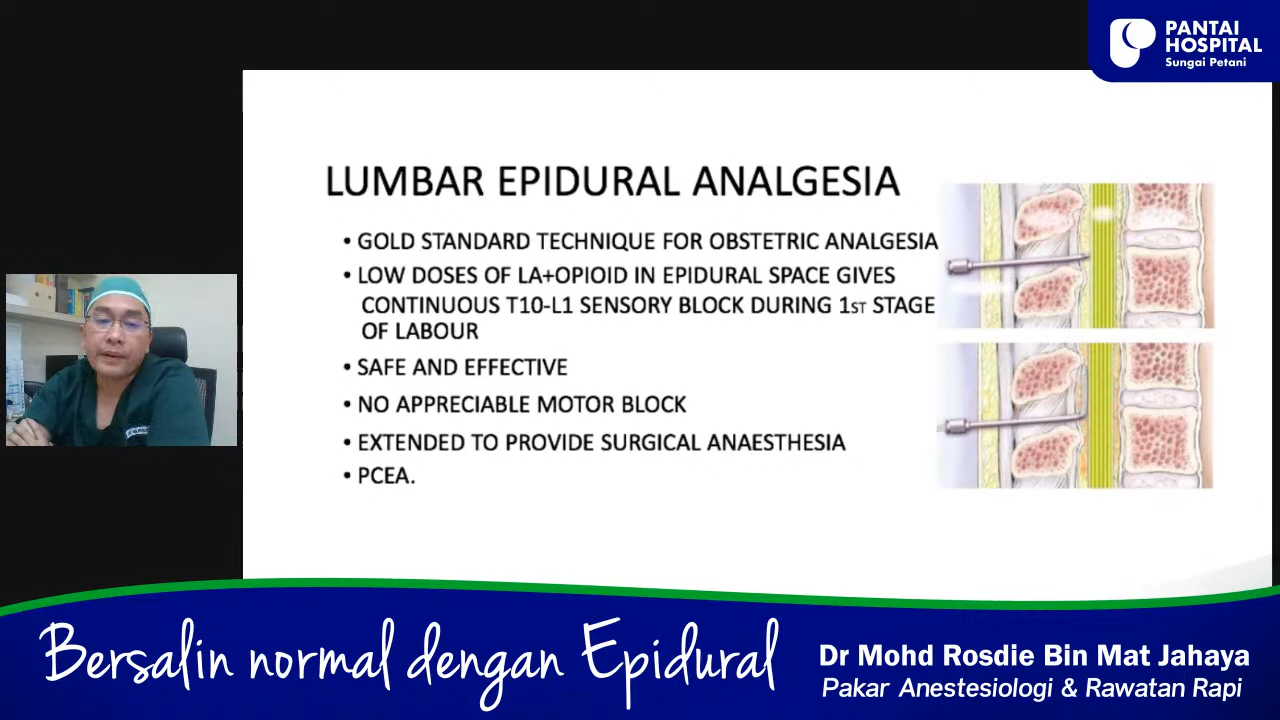 PANTAI
HOSPITAL
Sungai Petani
LUMBAR EPIDURAL ANALGESIA
• GOLD STANDARD TECHNIQUE FOR OBSTETRIC ANALGESIA
• LOW DOSES OF LA+OPIOID IN EPIDURAL SPACE GIVES
CONTINUOUS T10-L1 SENSORY BLOCK DURING 1ST STAGE
OF LABOUR
• SAFE AND EFFECTIVE
• NO APPRECIABLE MOTOR BLOCK
• EXTENDED TO PROVIDE SURGICAL ANAESTHESIA
• PCEA.
Bersalin normal dengan Epidural
Dr Mohd Rosdie Bin Mat Jahaya
Pakar Anestesiologi & Rawatan Rapi